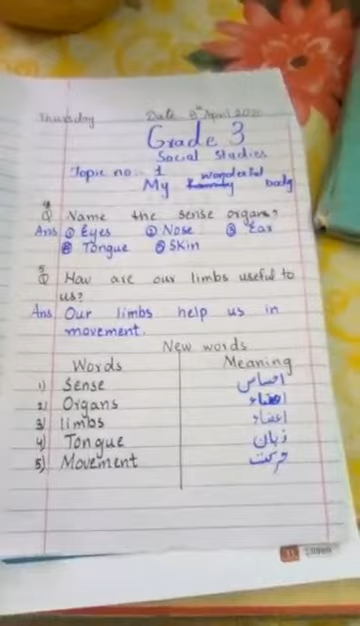 Thursday Date 9th April 2020
Grade 3
Social Studies
Topic no: 1
My wonderful body
Q4 Name the sense organs?
Ans ① Eyes ② Nose ③ Ear
④ Tongue ⑤ Skin
Q5 How are our limbs useful to
us?
Ans Our limbs help us in
movement.
New words
Words Meaning
1) Sense احساس
2) Organs اعضاء
3) limbs اعضاء
4) Tongue زبان
5) Movement حرکت